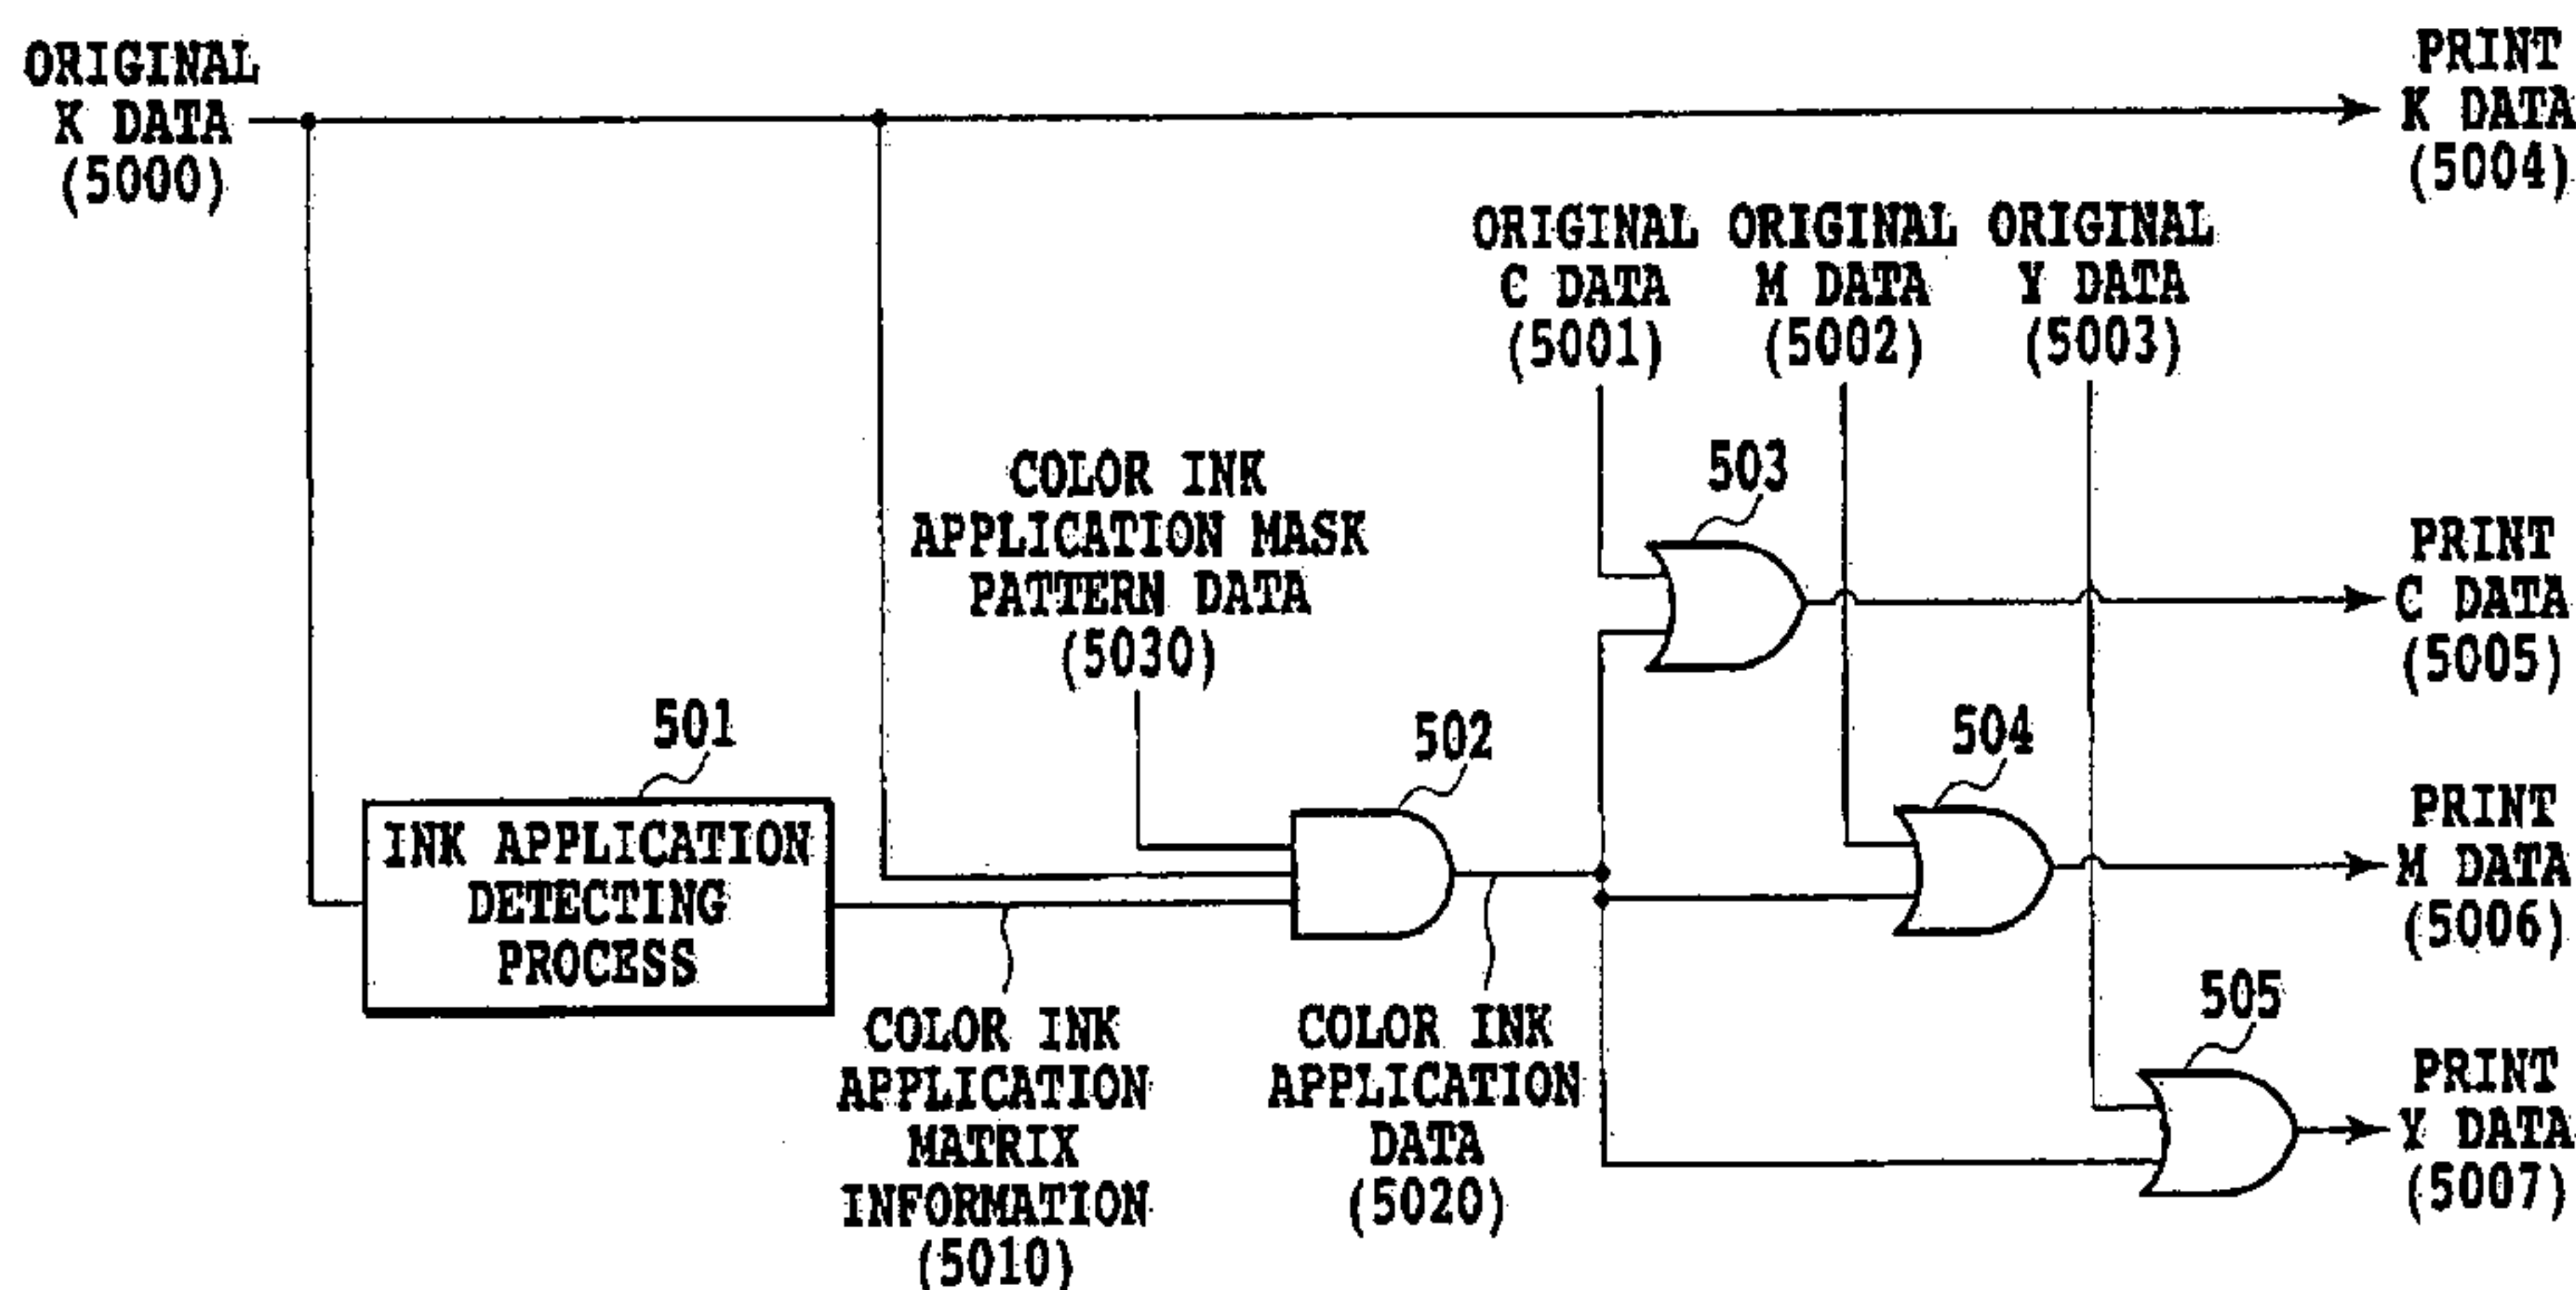 ORIGINAL
K DATA
(5000)
PRINT
K DATA
(5004)
ORIGINAL
C DATA
(5001)
ORIGINAL
M DATA
(5002)
ORIGINAL
Y DATA
(5003)
COLOR INK
APPLICATION MASK
PATTERN DATA
(5030)
503
PRINT
C DATA
(5005)
501
502
504
INK APPLICATION
DETECTING
PROCESS
PRINT
M DATA
(5006)
COLOR INK
APPLICATION
MATRIX
INFORMATION
(5010)
COLOR INK
APPLICATION
DATA
(5020)
505
PRINT
Y DATA
(5007)